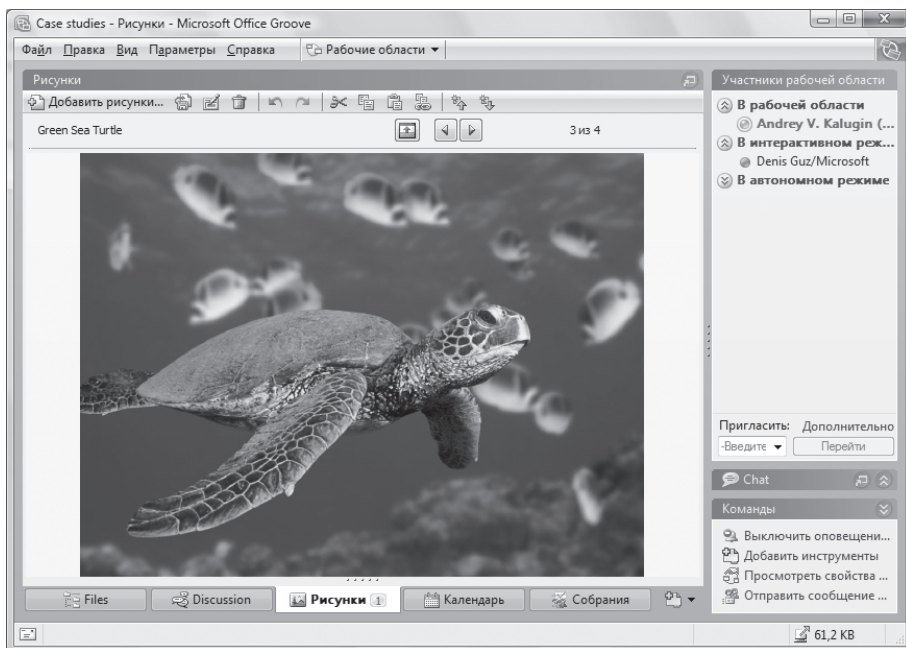 Case studies - Рисунки - Microsoft Office Groove
Файл Правка Вид Параметры Справка Рабочие области
Рисунки
Добавить рисунки...
Green Sea Turtle
3 из 4
Участники рабочей области
В рабочей области
Andrey V. Kalugin (...
В интерактивном реж...
Denis Guz/Microsoft
В автономном режиме
Пригласить: Дополнительно
-Введите Перейти
Chat
Команды
Выключить оповещени...
Добавить инструменты
Просмотреть свойства ...
Отправить сообщение ...
Files Discussion Рисунки 1 Календарь Собрания
61,2 KB